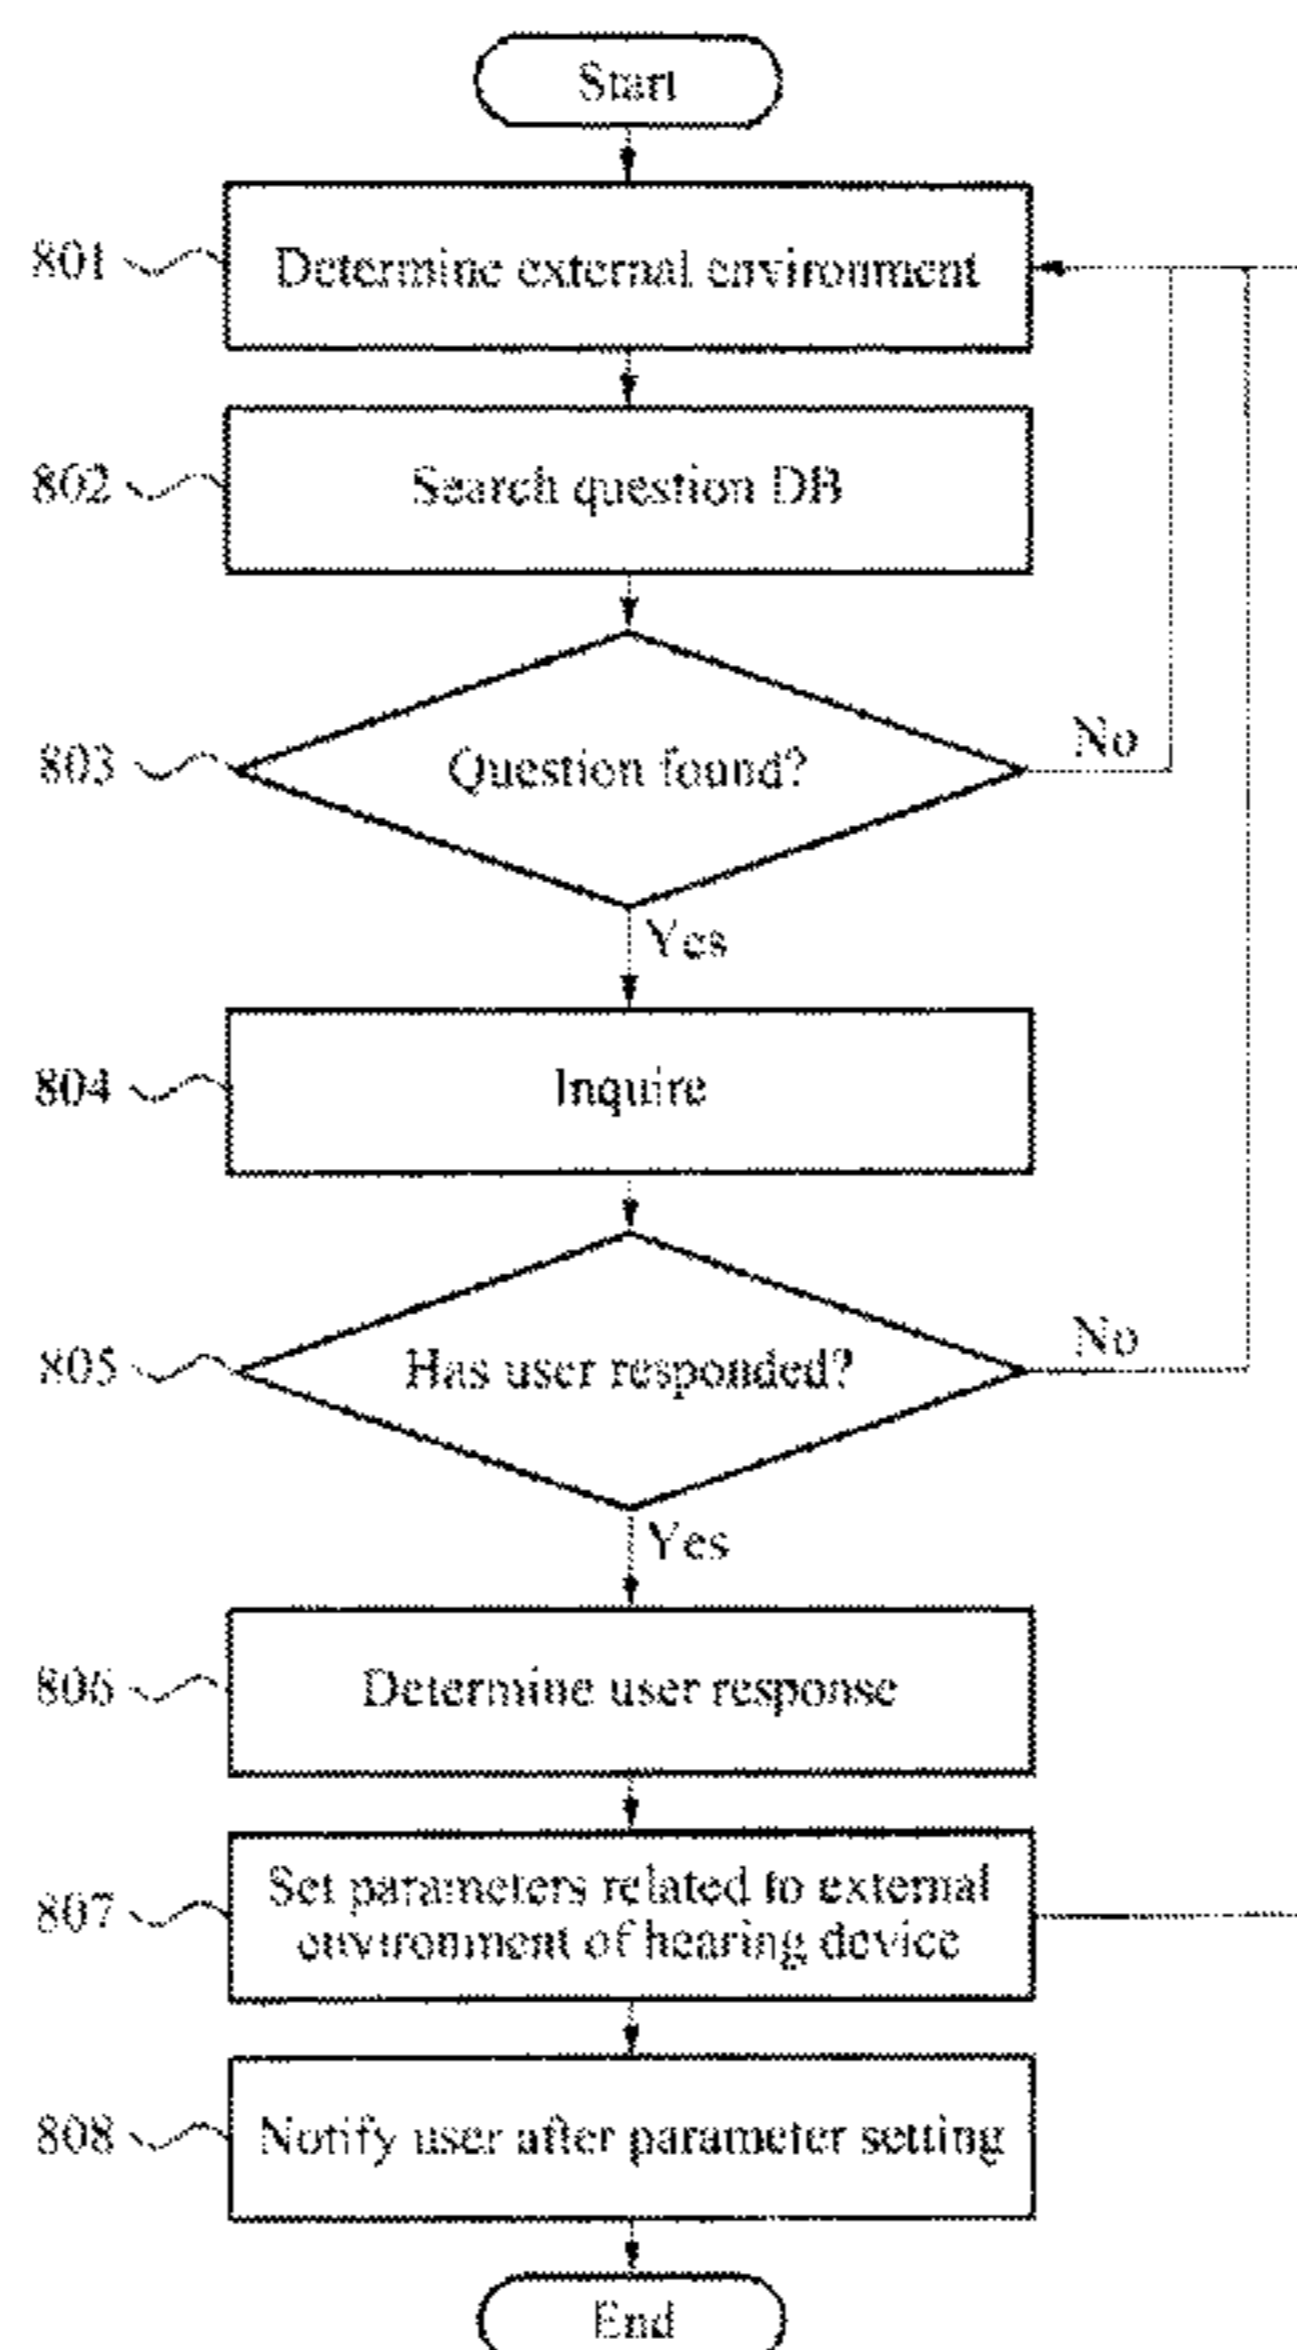 Start
801
Determine external environment
802
Search question DB
803
Question found?
No
Yes
804
Inquire
805
Has user responded?
No
Yes
806
Determine user response
807
Set parameters related to external
environment of hearing device
808
Notify user after parameter setting
End